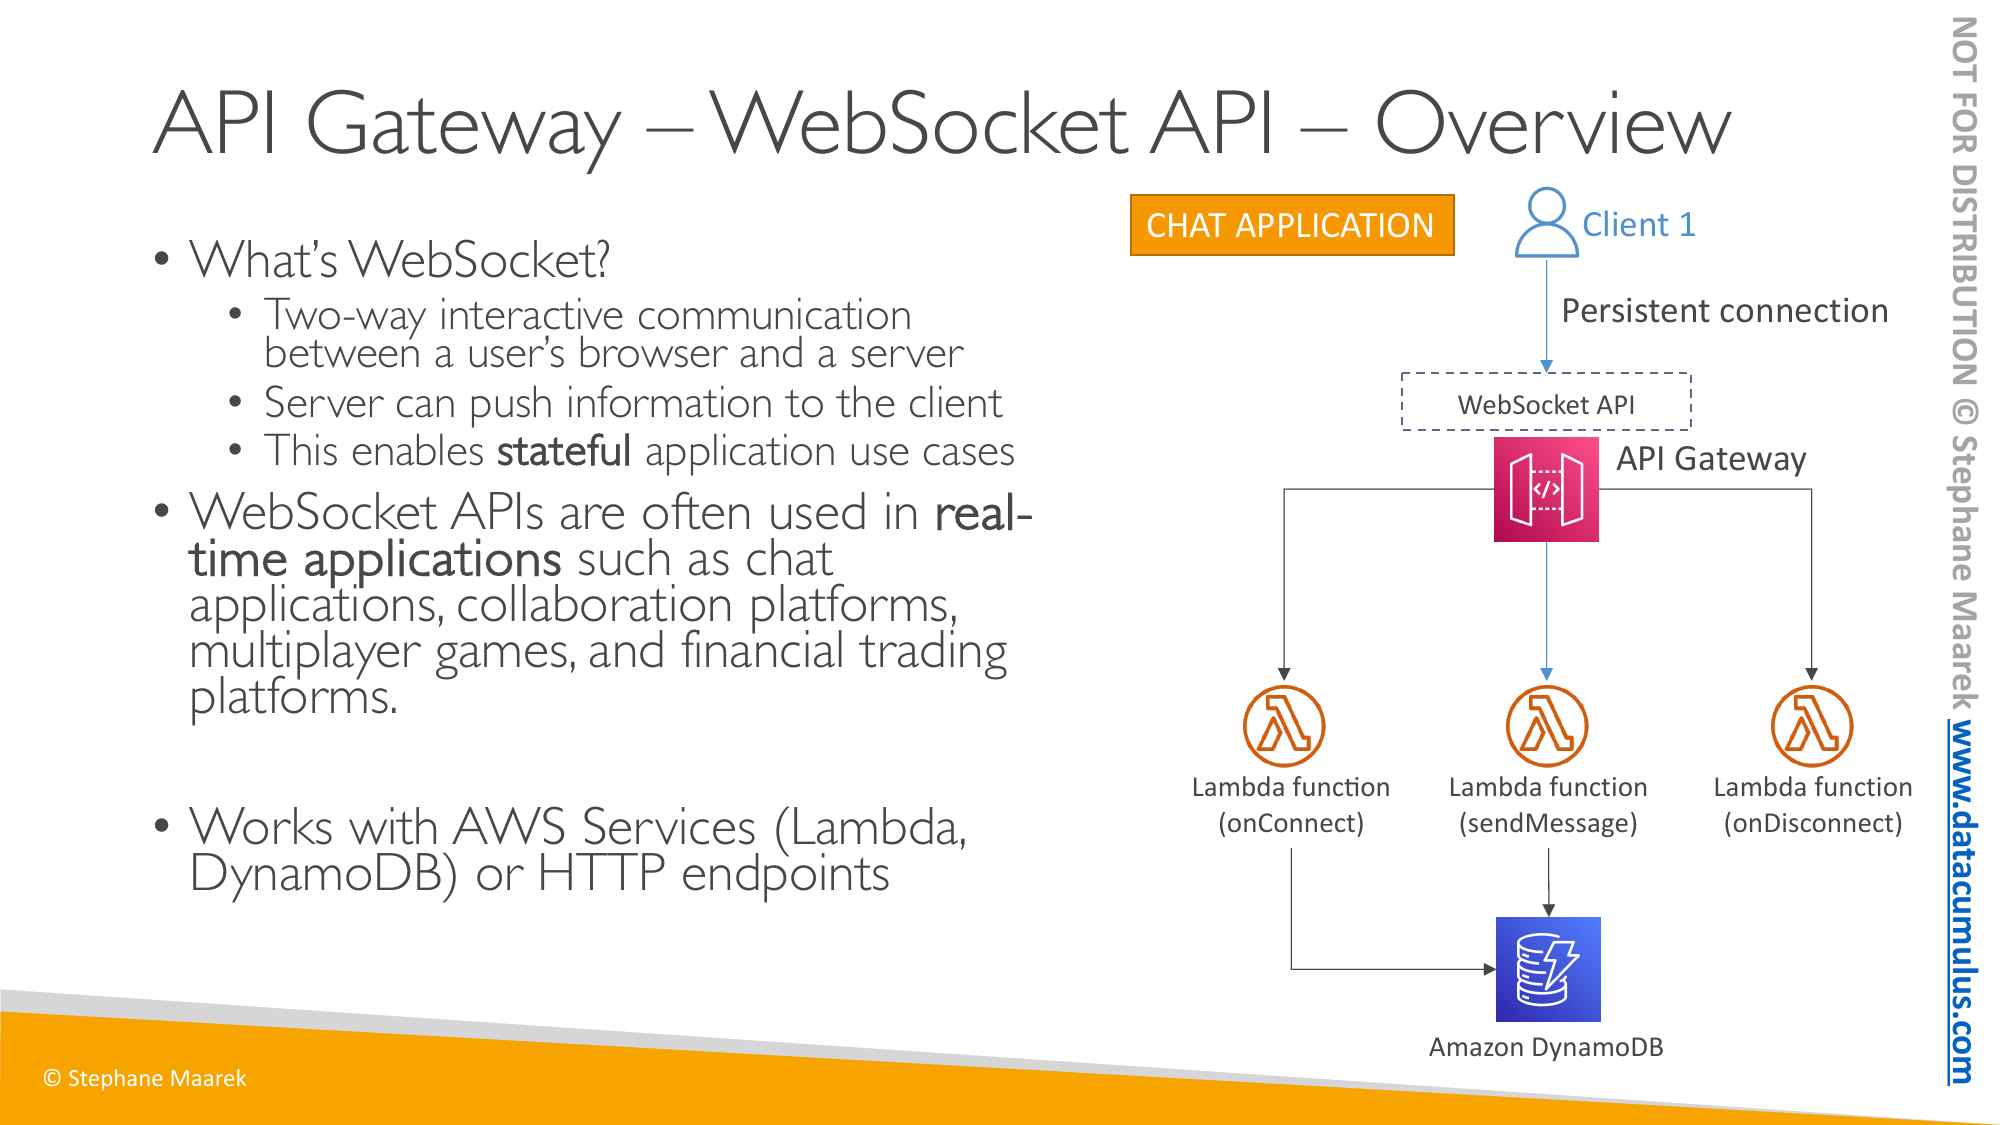 API Gateway – WebSocket API – Overview
• What’s WebSocket?
• Two-way interactive communication
between a user’s browser and a server
• Server can push information to the client
• This enables stateful application use cases
• WebSocket APIs are often used in real-
time applications such as chat
applications, collaboration platforms,
multiplayer games, and financial trading
platforms.
• Works with AWS Services (Lambda,
DynamoDB) or HTTP endpoints
CHAT APPLICATION
Client 1
Persistent connection
WebSocket API
API Gateway
</>
Lambda function
(onConnect)
Lambda function
(sendMessage)
Lambda function
(onDisconnect)
Amazon DynamoDB
© Stephane Maarek
NOT FOR DISTRIBUTION © Stephane Maarek www.datacumulus.com